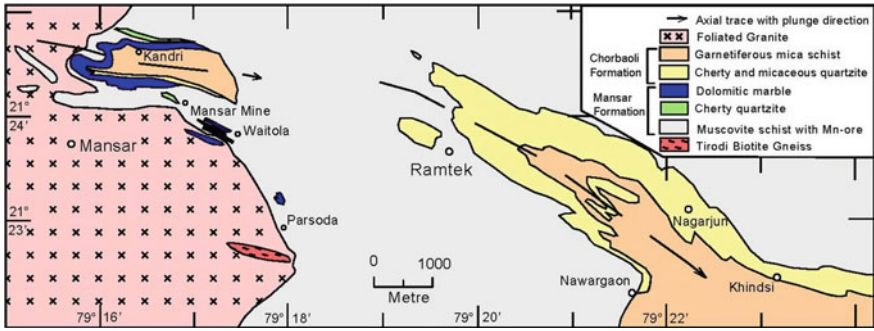 Axial trace with plunge direction
Foliated Granite
Chorbaoli
Formation
Garnetiferous mica schist
Cherty and micaceous quartzite
Mansar
Formation
Dolomitic marble
Cherty quartzite
Muscovite schist with Mn-ore
Tirodi Biotite Gneiss
Kandri
21°
24'
Mansar Mine
Waitola
Mansar
Ramtek
21°
23'
Parsoda
Nagarjun
0 1000
Metre
Nawargaon
Khindsi
79° 16' 79° 18' 79° 20' 79° 22'